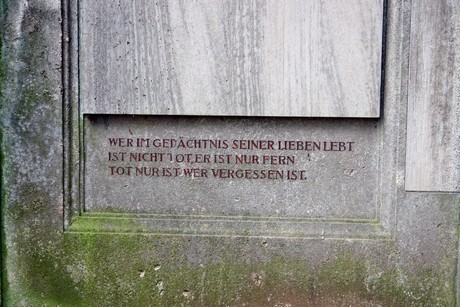 WER IM GEDÄCHTNIS SEINER LIEBEN LEBT
IST NICHT TOT, ER IST NUR FERN
TOT NUR IST WER VERGESSEN IST.